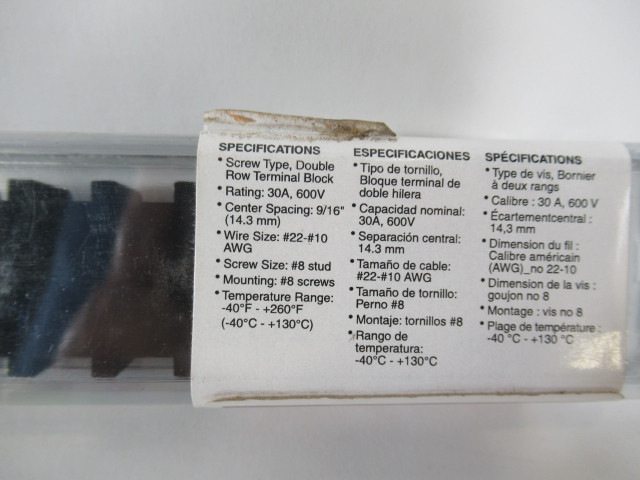 SPECIFICATIONS
• Screw Type, Double
Row Terminal Block
• Rating: 30A, 600V
• Center Spacing: 9/16"
(14.3 mm)
• Wire Size: #22-#10
AWG
• Screw Size: #8 stud
• Mounting: #8 screws
• Temperature Range:
-40°F - +260°F
(-40°C - +130°C)
ESPECIFICACIONES
• Tipo de tornillo,
Bloque terminal de
doble hilera
• Capacidad nominal:
30A, 600V
• Separación central:
14.3 mm
• Tamaño de cable:
#22-#10 AWG
• Tamaño de tornillo:
Perno #8
• Montaje: tornillos #8
• Rango de
temperatura:
-40°C - +130°C
SPÉCIFICATIONS
• Type de vis, Bornier
à deux rangs
• Calibre : 30 A, 600 V
• Écartementcentral :
14,3 mm
• Dimension du fil :
Calibre américain
(AWG)_no 22-10
• Dimension de la vis :
goujon no 8
• Montage : vis no 8
• Plage de température :
-40 °C - +130 °C